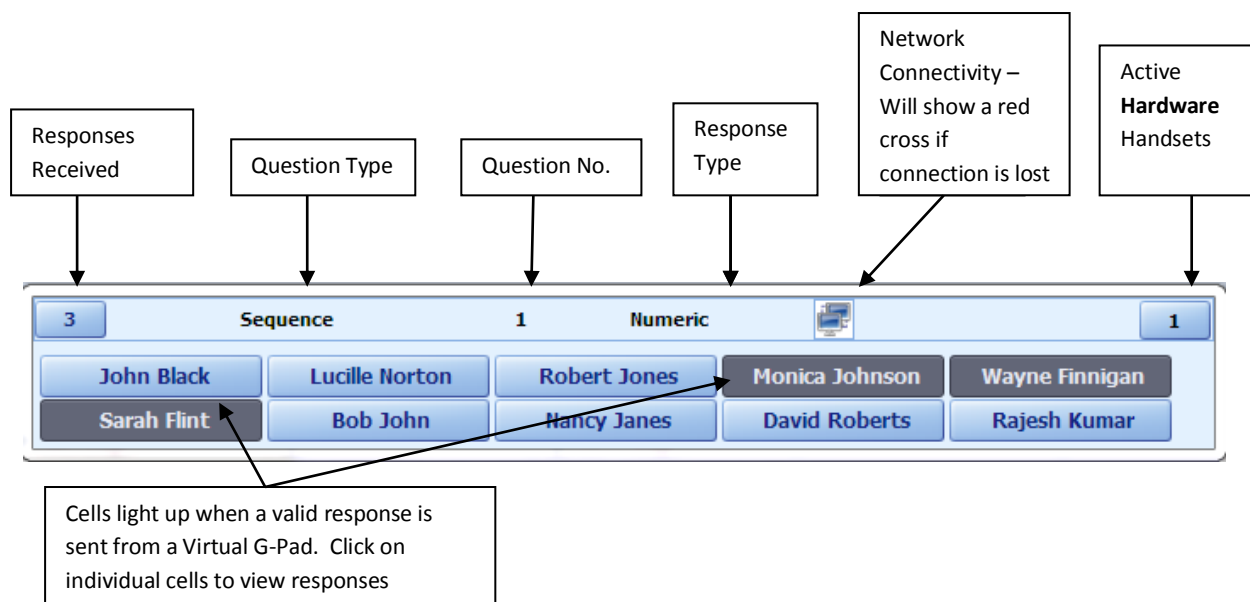 Network
Connectivity –
Will show a red
cross if
connection is lost
Active
Hardware
Handsets
Responses
Received
Question Type
Question No.
Response
Type
3 Sequence 1 Numeric 1
John Black Lucille Norton Robert Jones Monica Johnson Wayne Finnigan
Sarah Flint Bob John Nancy Janes David Roberts Rajesh Kumar
Cells light up when a valid response is
sent from a Virtual G-Pad. Click on
individual cells to view responses